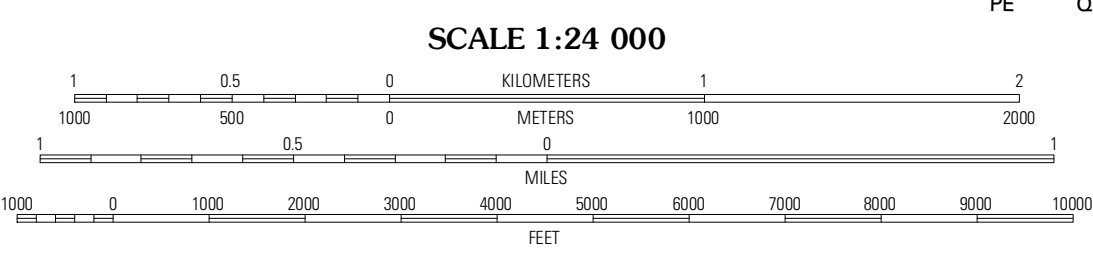 PE Q
SCALE 1:24 000
1 0.5 0 KILOMETERS 1 2
1000 500 0 METERS 1000 2000
1 0.5 0 1
MILES
1000 0 1000 2000 3000 4000 5000 6000 7000 8000 9000 10000
FEET